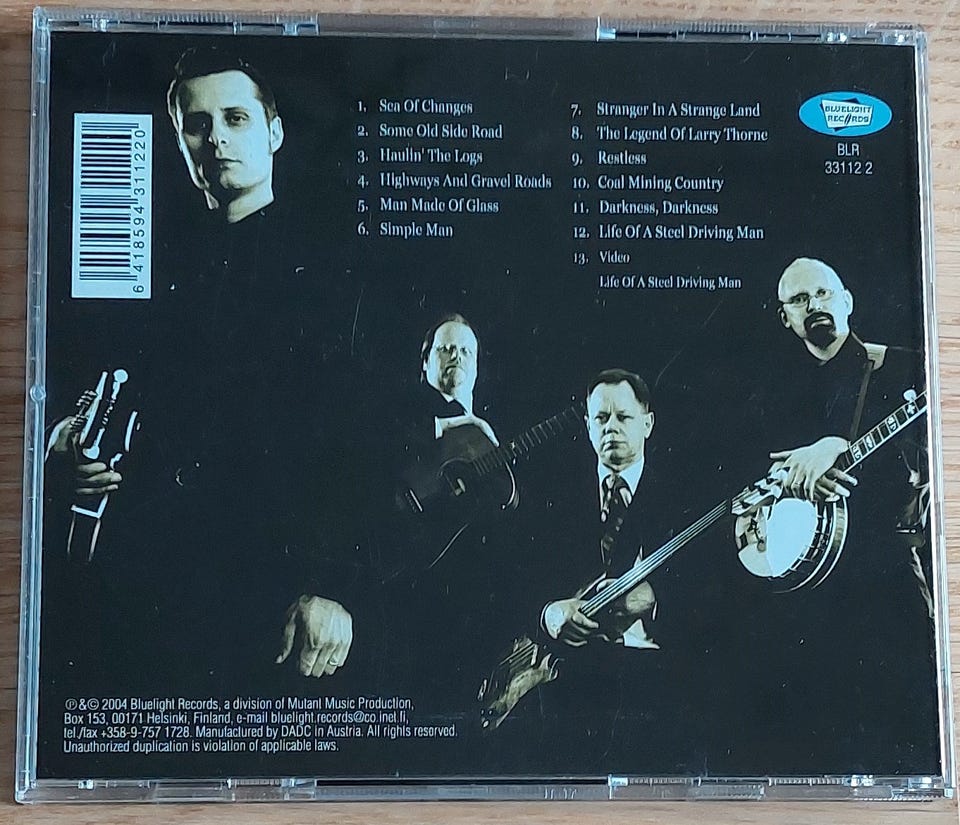 1. Sea Of Changes
2. Some Old Side Road
3. Haulin' The Logs
4. Highways And Gravel Roads
5. Man Made Of Glass
6. Simple Man
7. Stranger In A Strange Land
8. The Legend Of Larry Thorne
9. Restless
10. Coal Mining Country
11. Darkness, Darkness
12. Life Of A Steel Driving Man
13. Video
Life Of A Steel Driving Man
BLUELIGHT
RECORDS
BLR
33112 2
6 418594 311220
℗&© 2004 Bluelight Records, a division of Mutant Music Production,
Box 153, 00171 Helsinki, Finland, e-mail bluelight.records@co.inet.fi,
tel./fax +358-9-757 1728. Manufactured by DADC in Austria. All rights reserved.
Unauthorized duplication is violation of applicable laws.